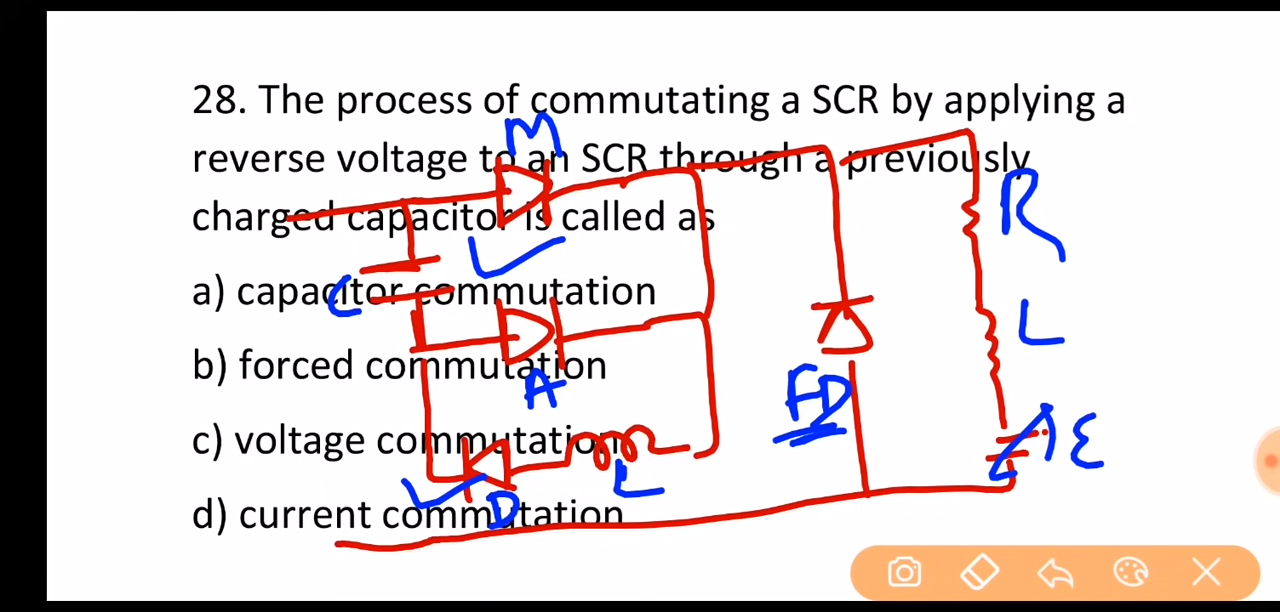 28. The process of commutating a SCR by applying a
reverse voltage to an SCR through a previously
charged capacitor is called as
a) capacitor commutation
b) forced commutation
c) voltage commutation
d) current commutation
M
C
A
D
L
FD
R
L
E